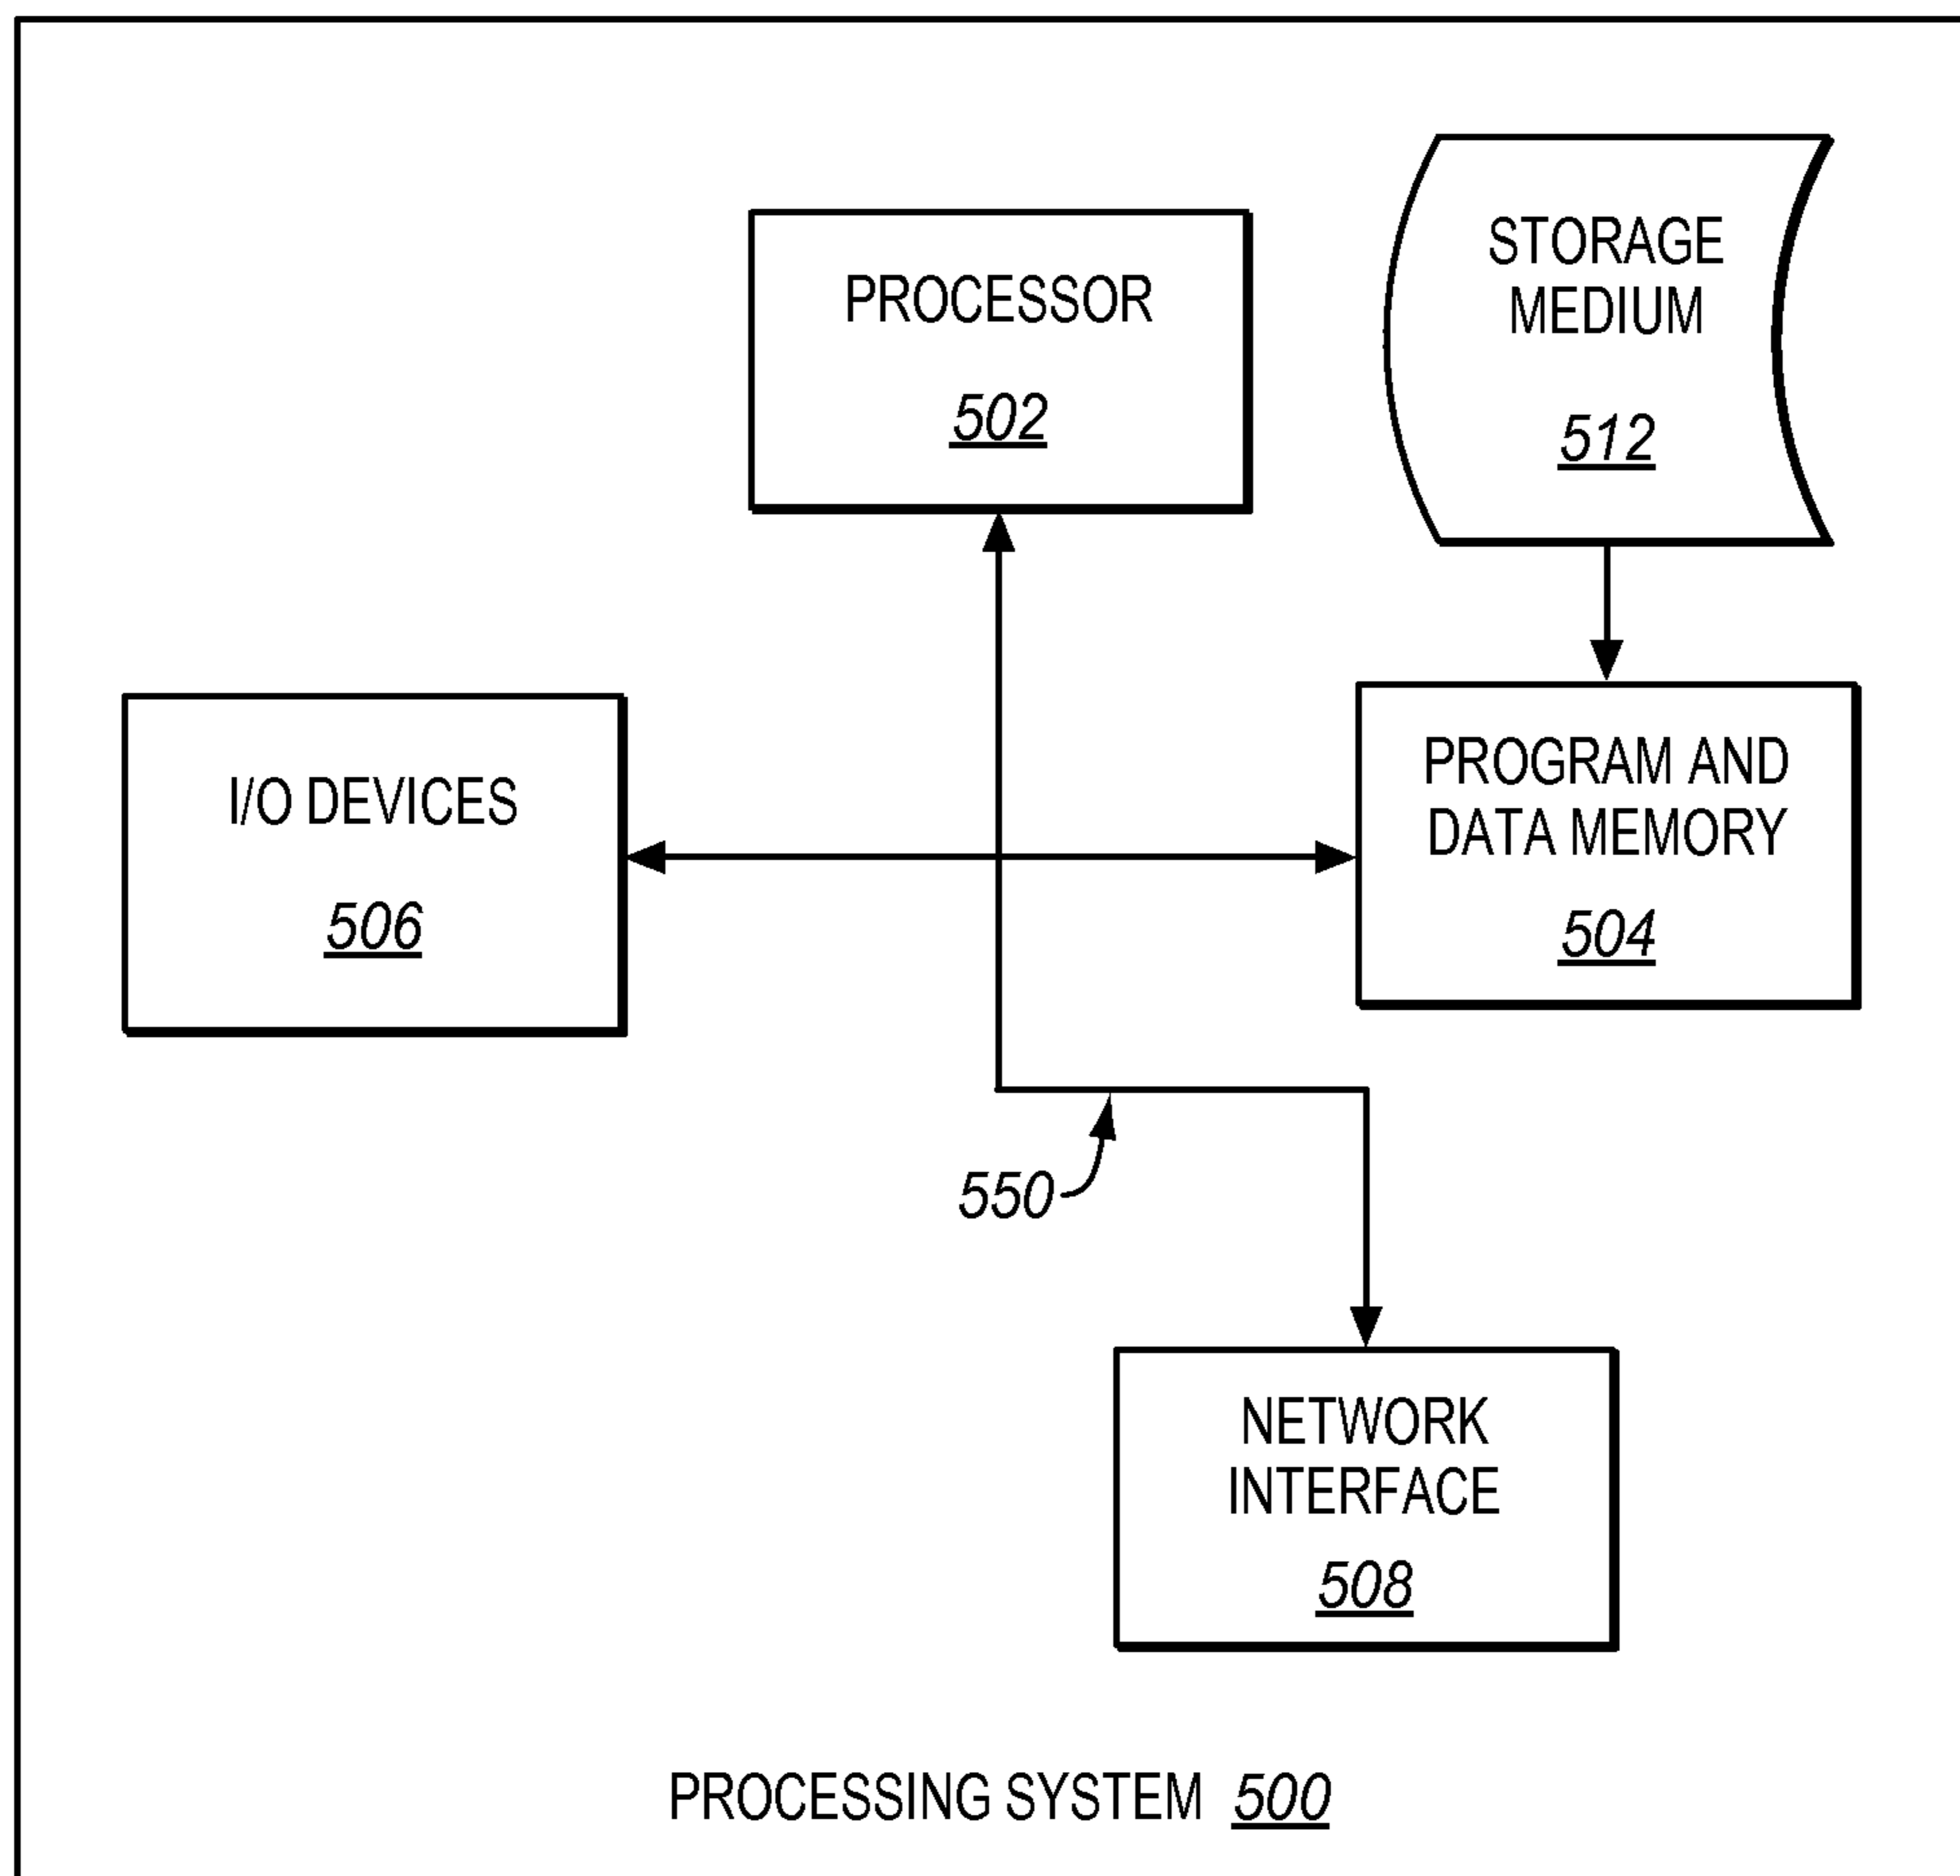 PROCESSOR
502
STORAGE
MEDIUM
512
I/O DEVICES
506
PROGRAM AND
DATA MEMORY
504
550
NETWORK
INTERFACE
508
PROCESSING SYSTEM 500